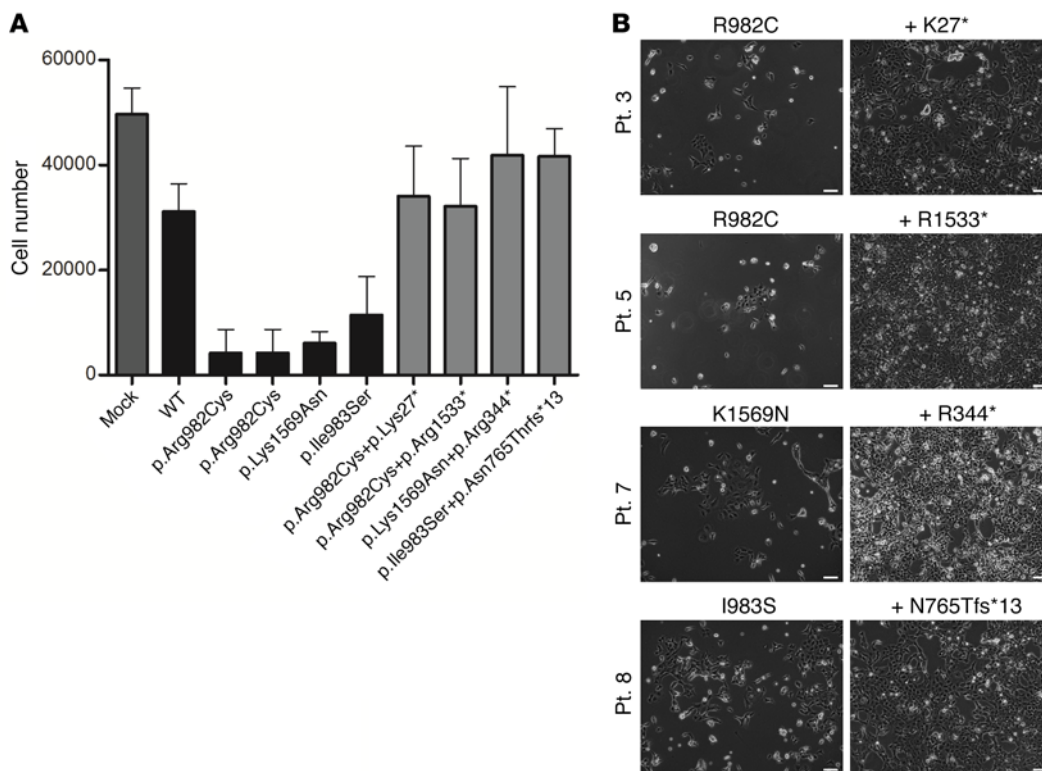 A
Cell number
60000
40000
20000
0
Mock
WT
p.Arg982Cys
p.Arg982Cys
p.Lys1569Asn
p.Ile983Ser
p.Arg982Cys+p.Lys27*
p.Arg982Cys+p.Arg1533*
p.Lys1569Asn+p.Arg344*
p.Ile983Ser+p.Asn765Thrfs*13
B
R982C
+ K27*
Pt. 3
R982C
+ R1533*
Pt. 5
K1569N
+ R344*
Pt. 7
I983S
+ N765Tfs*13
Pt. 8